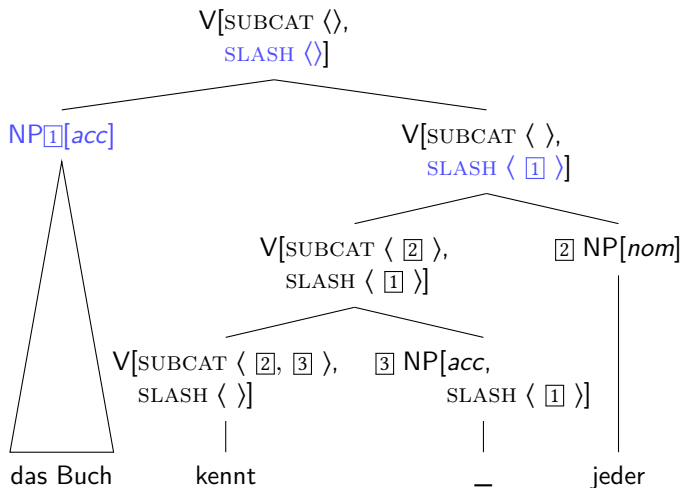 V[SUBCAT ⟨⟩,
SLASH ⟨⟩]
NP1[acc]
V[SUBCAT ⟨ ⟩,
SLASH ⟨ 1 ⟩]
V[SUBCAT ⟨ 2 ⟩,
SLASH ⟨ 1 ⟩]
2 NP[nom]
V[SUBCAT ⟨ 2, 3 ⟩,
SLASH ⟨ ⟩]
3 NP[acc,
SLASH ⟨ 1 ⟩]
das Buch kennt _ jeder